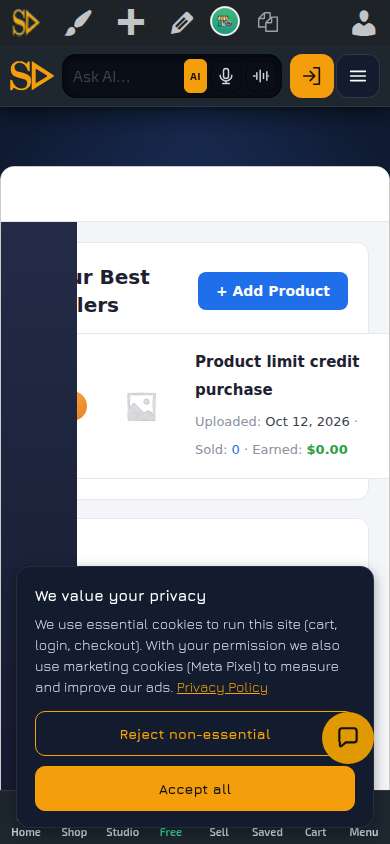 SD
Ask AI...
AI
ur Best
lers
+ Add Product
Product limit credit
purchase
Uploaded: Oct 12, 2026 ·
Sold: 0 · Earned: $0.00
We value your privacy
We use essential cookies to run this site (cart,
login, checkout). With your permission we also
use marketing cookies (Meta Pixel) to measure
and improve our ads. Privacy Policy
Reject non-essential
Accept all
Home Shop Studio Free Sell Saved Cart Menu